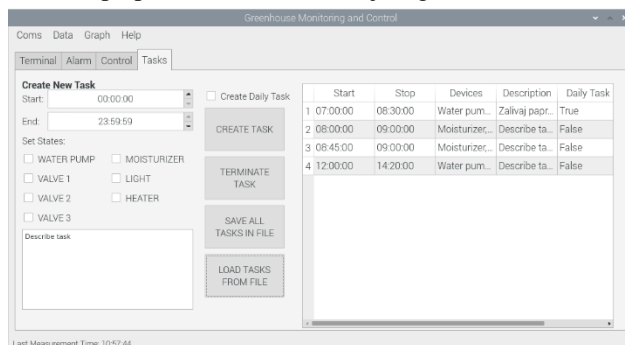 Greenhouse Monitoring and Control
Coms Data Graph Help
Terminal Alarm Control Tasks
Create New Task
Start: 00:00:00
End: 23:59:59
Set States:
WATER PUMP MOISTURIZER
VALVE 1 LIGHT
VALVE 2 HEATER
VALVE 3
Describe task
Create Daily Task
CREATE TASK
TERMINATE
TASK
SAVE ALL
TASKS IN FILE
LOAD TASKS
FROM FILE
Start Stop Devices Description Daily Task
1 07:00:00 08:30:00 Water pum... Zalivaj papr... True
2 08:00:00 09:00:00 Moisturizer,... Describe ta... False
3 08:45:00 09:00:00 Moisturizer,... Describe ta... False
4 12:00:00 14:20:00 Water pum... Describe ta... False
Last Measurement Time: 10:57:44